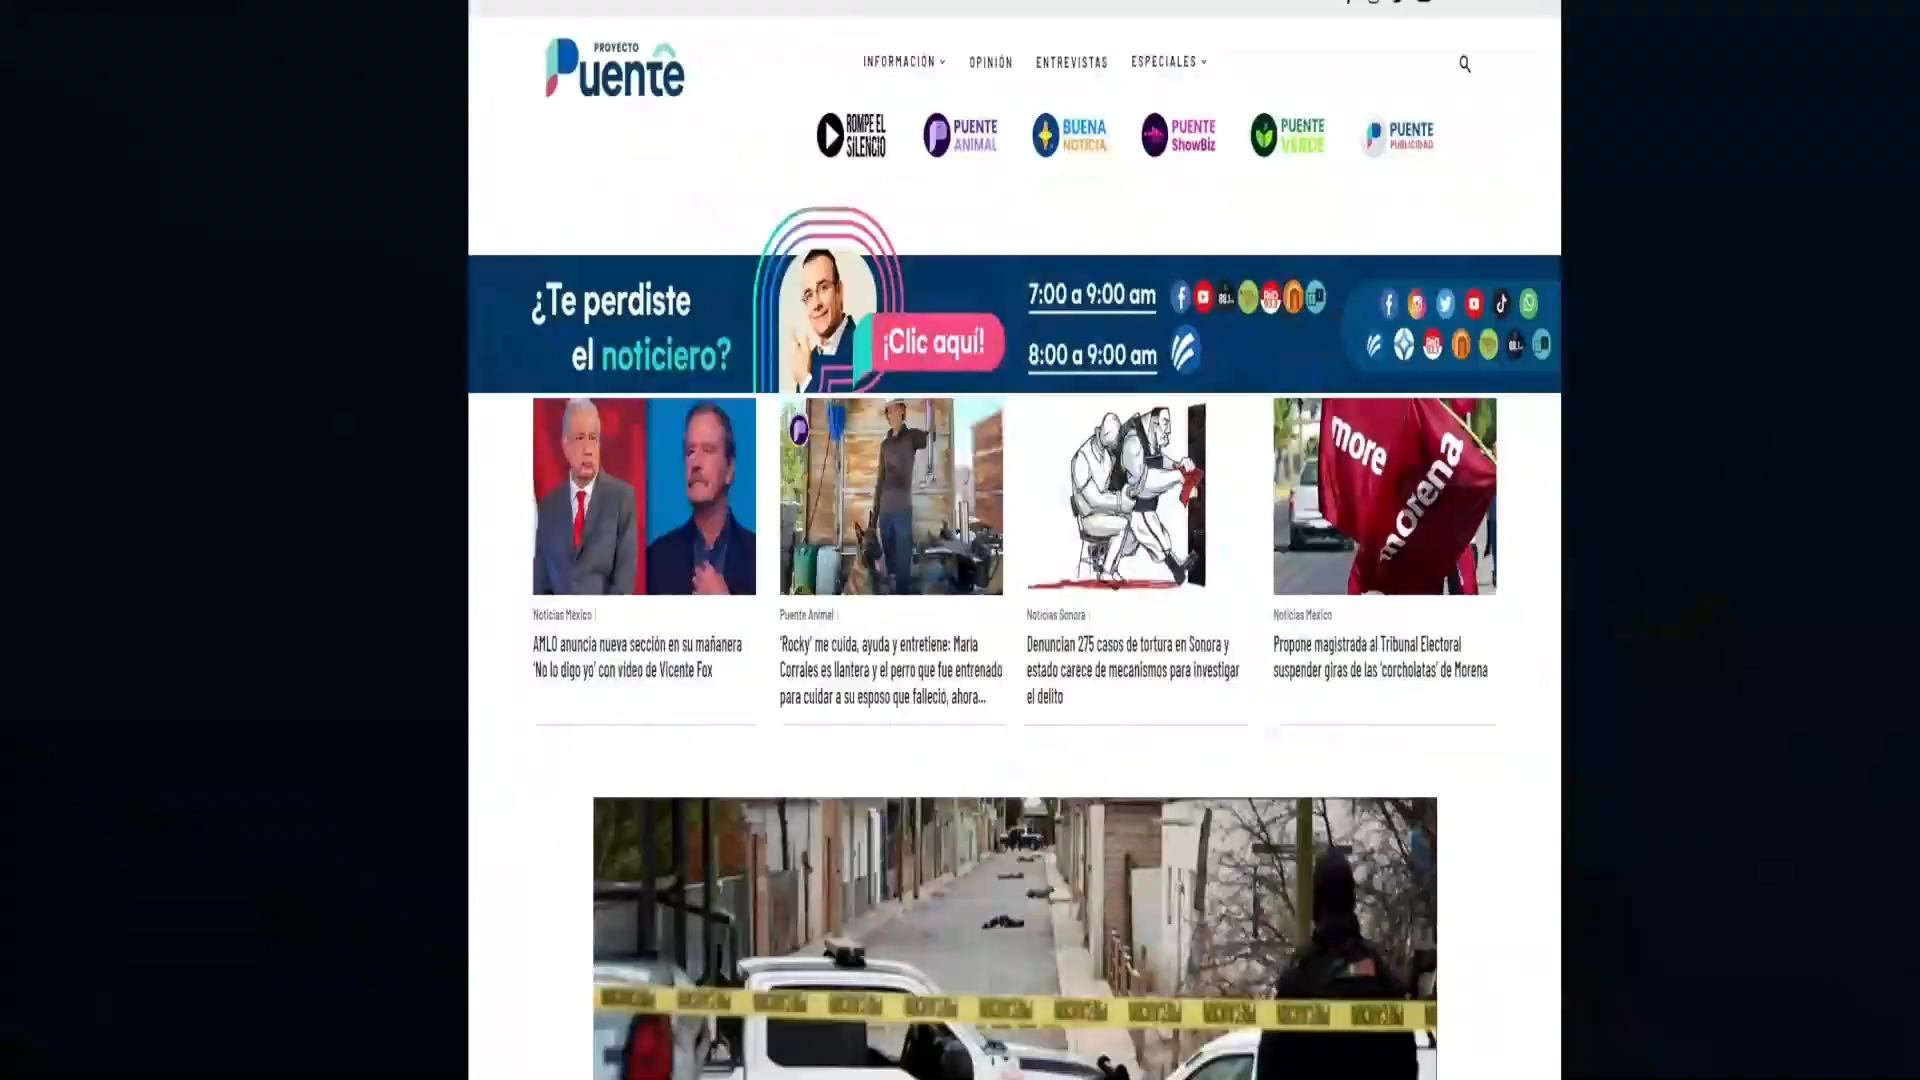 PROYECTO
Puente
INFORMACIÓN
OPINIÓN
ENTREVISTAS
ESPECIALES
ROMPE EL
SILENCIO
PUENTE
ANIMAL
BUENA
NOTICIA
PUENTE
ShowBiz
PUENTE
VERDE
PUENTE
PUBLICIDAD
¿Te perdiste
el noticiero?
¡Clic aquí!
7:00 a 9:00 am
8:00 a 9:00 am
more
morena
Noticias México
AMLO anuncia nueva sección en su mañanera
'No lo digo yo' con video de Vicente Fox
Puente Animal
'Rocky' me cuida, ayuda y entretiene: María
Corrales es llantera y el perro que fue entrenado
para cuidar a su esposo que falleció, ahora...
Noticias Sonora
Denuncian 275 casos de tortura en Sonora y
estado carece de mecanismos para investigar
el delito
Noticias México
Propone magistrada al Tribunal Electoral
suspender giras de las 'corcholatas' de Morena